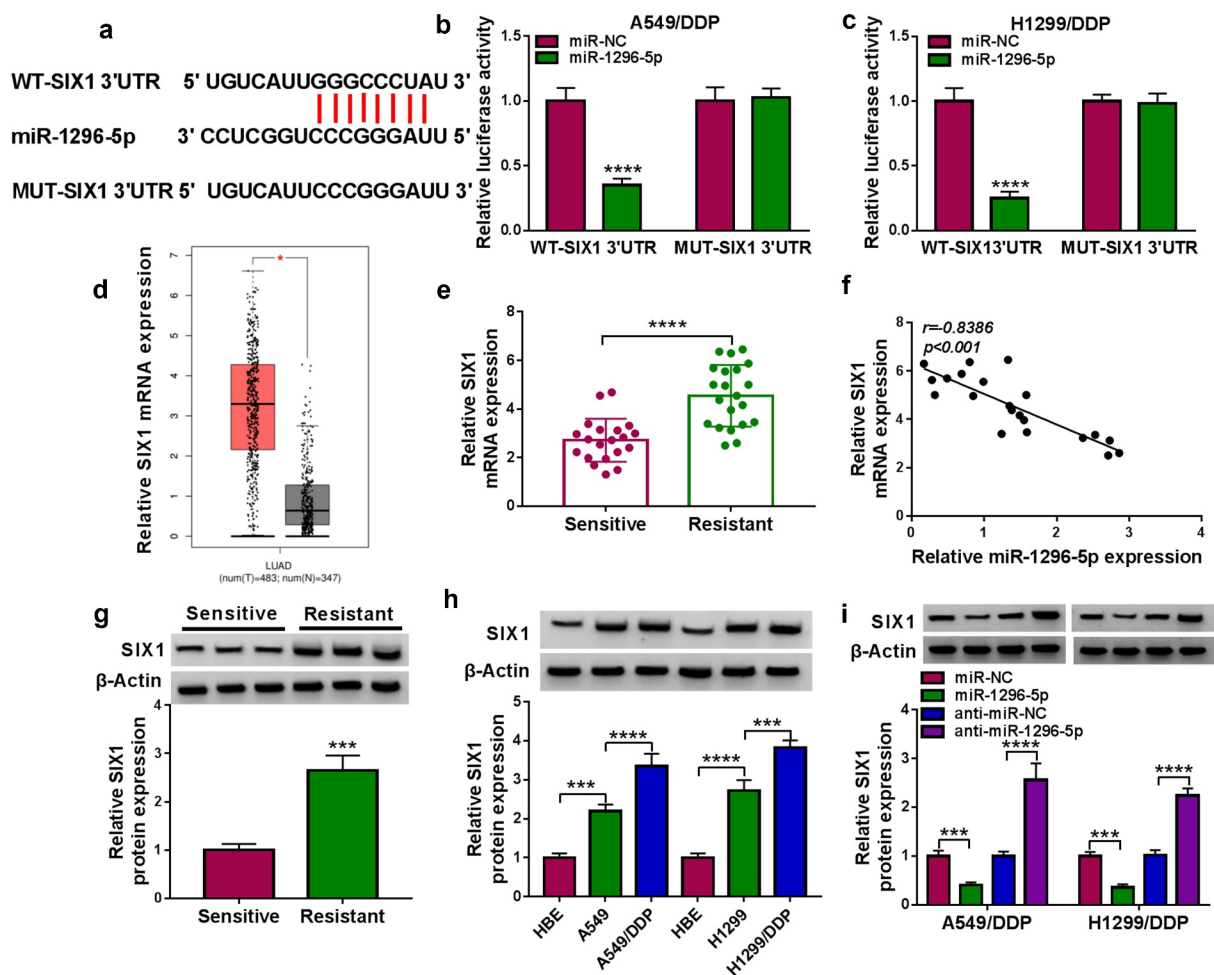 a
WT-SIX1 3'UTR 5' UGUCAUUGGGCCCUAU 3'
miR-1296-5p 3' CCUCGGUCCCGGGAUU 5'
MUT-SIX1 3'UTR 5' UGUCAUUCCCGGGAUU 3'
b
A549/DDP
miR-NC
miR-1296-5p
Relative luciferase activity
1.5
1.0
0.5
0.0
****
WT-SIX1 3'UTR MUT-SIX1 3'UTR
c
H1299/DDP
miR-NC
miR-1296-5p
Relative luciferase activity
1.5
1.0
0.5
0.0
****
WT-SIX13'UTR MUT-SIX1 3'UTR
d
Relative SIX1 mRNA expression
7
6
5
4
3
2
1
0
*
LUAD
(num(T)=483; num(N)=347)
e
Relative SIX1
mRNA expression
8
6
4
2
0
****
Sensitive Resistant
f
Relative SIX1
mRNA expression
8
6
4
2
0
r=-0.8386
p<0.001
0 1 2 3 4
Relative miR-1296-5p expression
g
Sensitive Resistant
SIX1
β-Actin
Relative SIX1
protein expression
4
3
2
1
0
***
Sensitive Resistant
h
SIX1
β-Actin
Relative SIX1
protein expression
5
4
3
2
1
0
*** **** **** ***
HBE A549 A549/DDP HBE H1299 H1299/DDP
i
SIX1
β-Actin
miR-NC
miR-1296-5p
anti-miR-NC
anti-miR-1296-5p
Relative SIX1
protein expression
4
3
2
1
0
*** **** *** ****
A549/DDP H1299/DDP